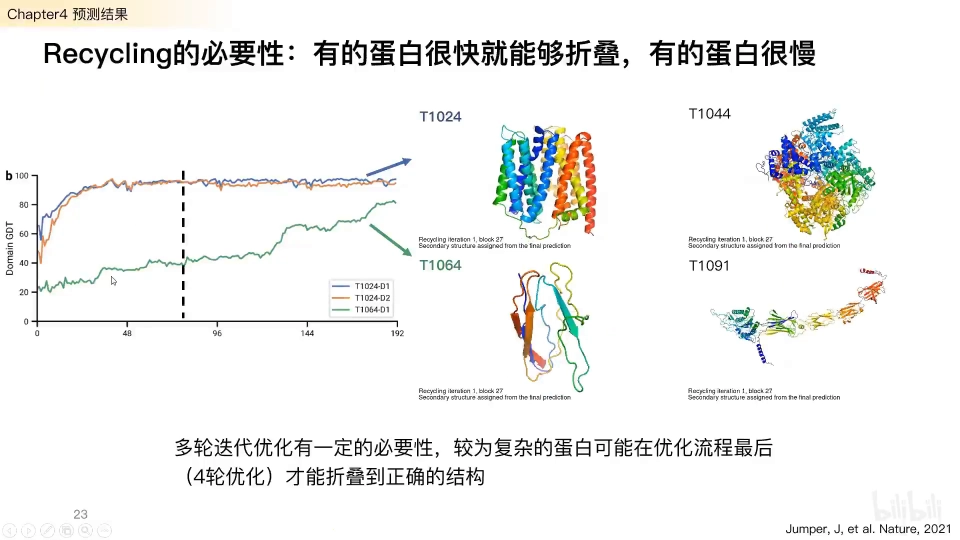 Chapter4 预测结果
Recycling的必要性：有的蛋白很快就能够折叠，有的蛋白很慢
b
Domain GDT
100
80
60
40
20
0
0
48
96
144
192
T1024-D1
T1024-D2
T1064-D1
T1024
Recycling iteration 1, block 27
Secondary structure assigned from the final prediction
T1044
Recycling iteration 1, block 27
Secondary structure assigned from the final prediction
T1064
Recycling iteration 1, block 27
Secondary structure assigned from the final prediction
T1091
Recycling iteration 1, block 27
Secondary structure assigned from the final prediction
多轮迭代优化有一定的必要性，较为复杂的蛋白可能在优化流程最后
（4轮优化）才能折叠到正确的结构
23
bilibili
Jumper, J, et al. Nature, 2021